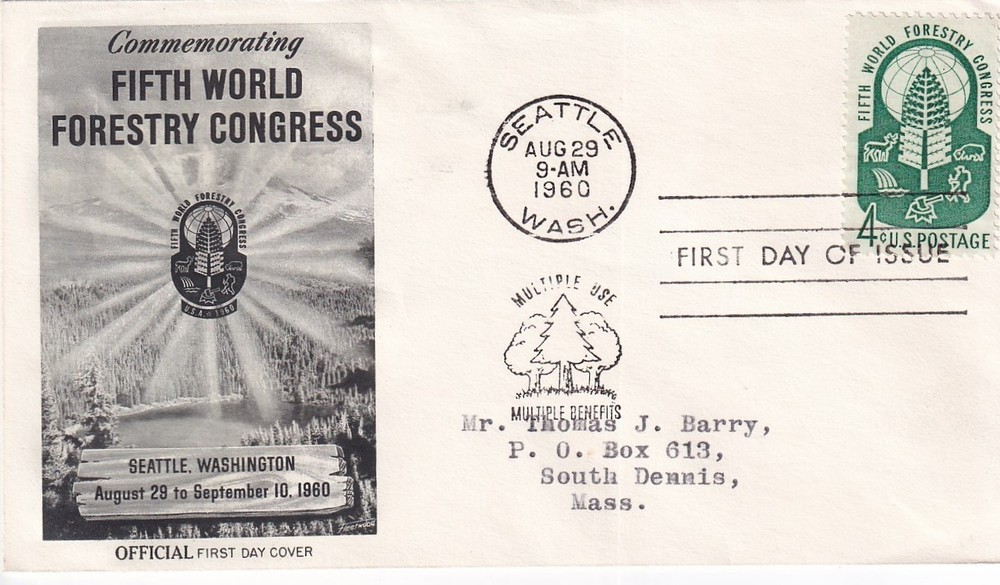 Commemorating
FIFTH WORLD
FORESTRY CONGRESS
FIFTH WORLD FORESTRY CONGRESS
U.S.A. 1960
SEATTLE, WASHINGTON
August 29 to September 10, 1960
Fleetwood
OFFICIAL FIRST DAY COVER
SEATTLE
AUG 29
9-AM
1960
WASH.
FIFTH WORLD FORESTRY CONGRESS
4¢ U.S. POSTAGE
FIRST DAY OF ISSUE
MULTIPLE USE
MULTIPLE BENEFITS
Mr. Thomas J. Barry,
P. O. Box 613,
South Dennis,
Mass.